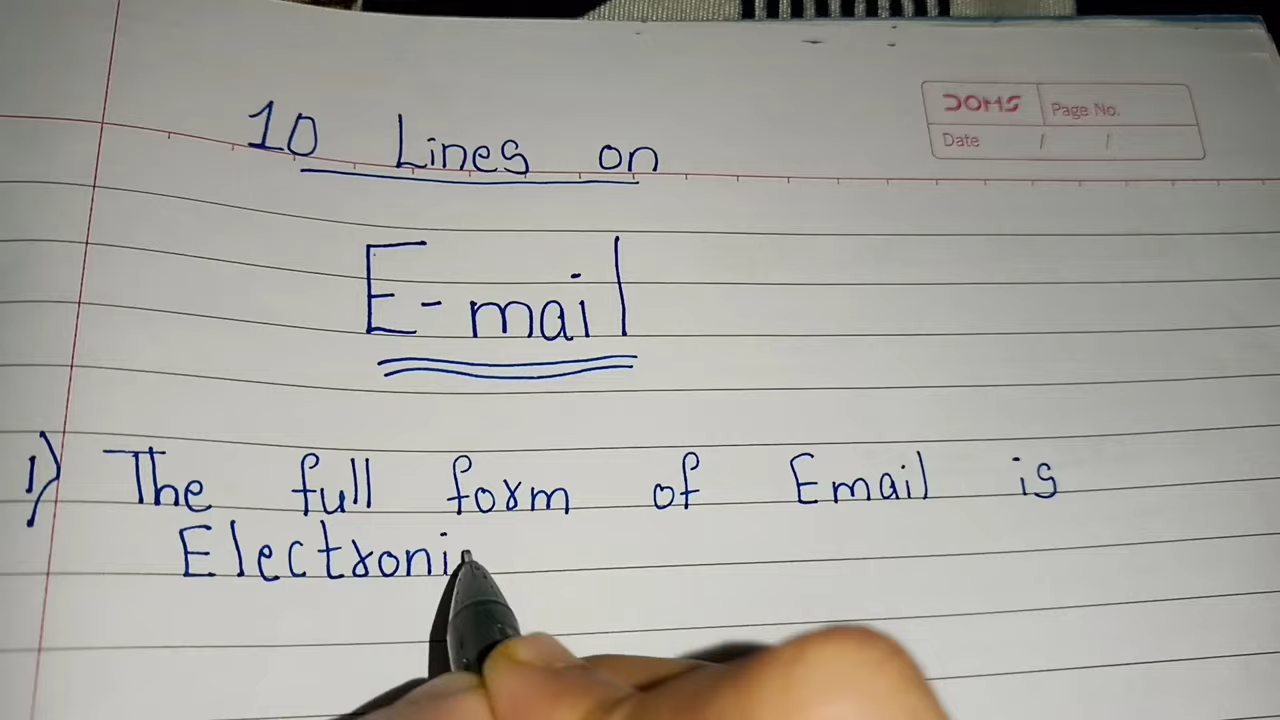 10 Lines on
DOMS Page No.
Date / /
E-mail
1) The full form of Email is
Electroni